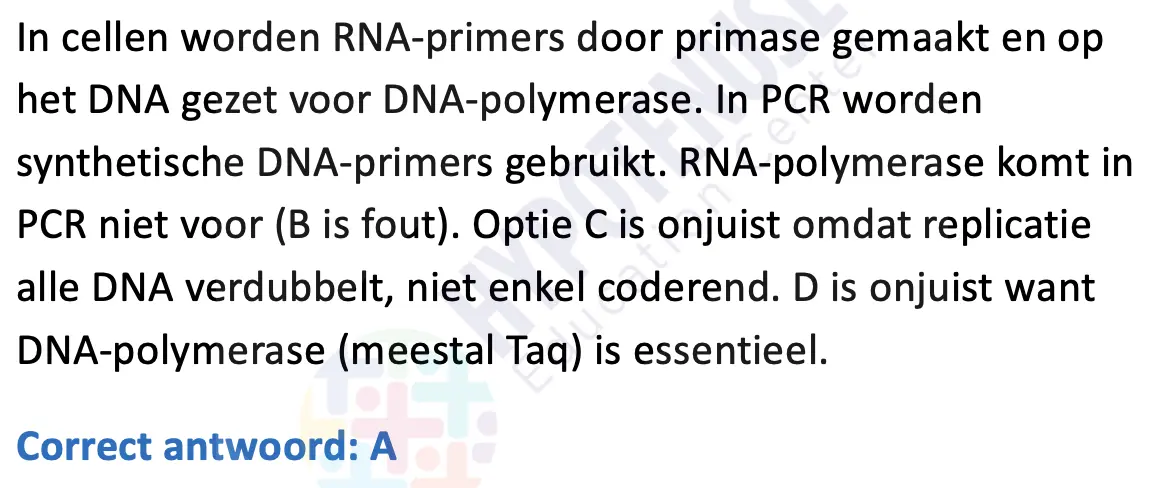 In cellen worden RNA-primers door primase gemaakt en op
het DNA gezet voor DNA-polymerase. In PCR worden
synthetische DNA-primers gebruikt. RNA-polymerase komt in
PCR niet voor (B is fout). Optie C is onjuist omdat replicatie
alle DNA verdubbelt, niet enkel coderend. D is onjuist want
DNA-polymerase (meestal Taq) is essentieel.
Correct antwoord: A
HYPOTENUSE
Education Center